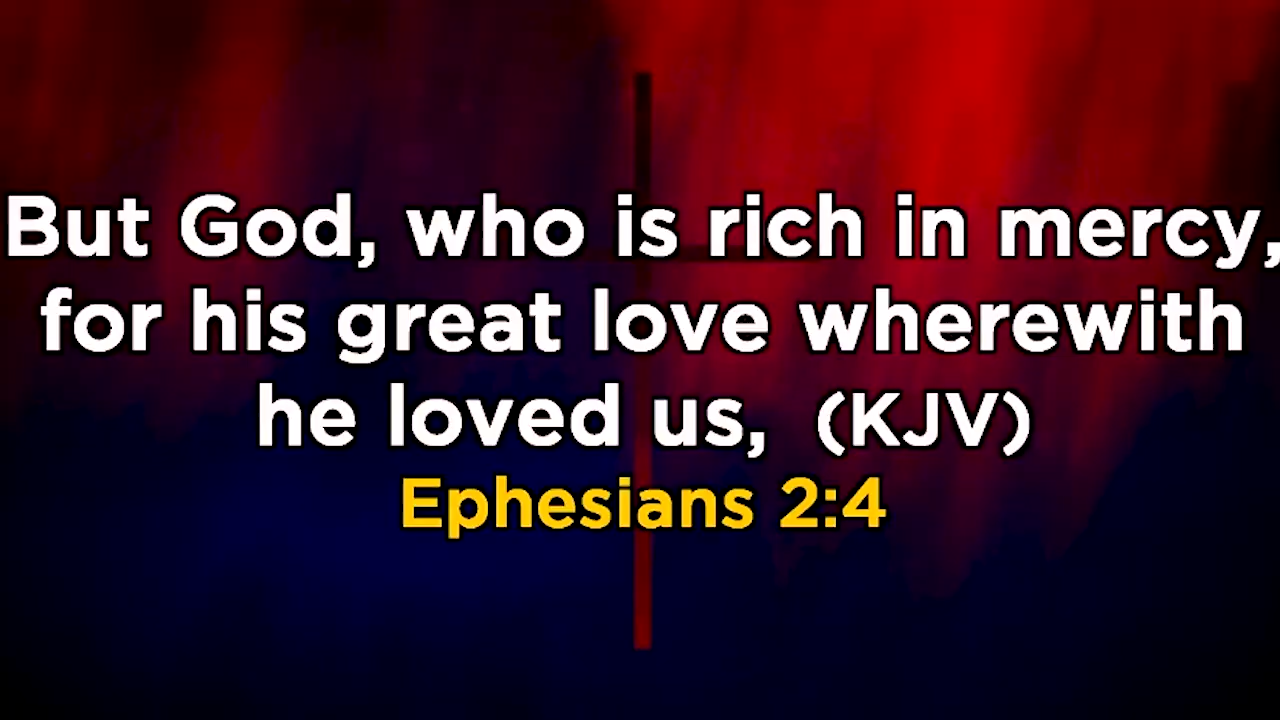 But God, who is rich in mercy,
for his great love wherewith
he loved us,  (KJV)
Ephesians 2:4